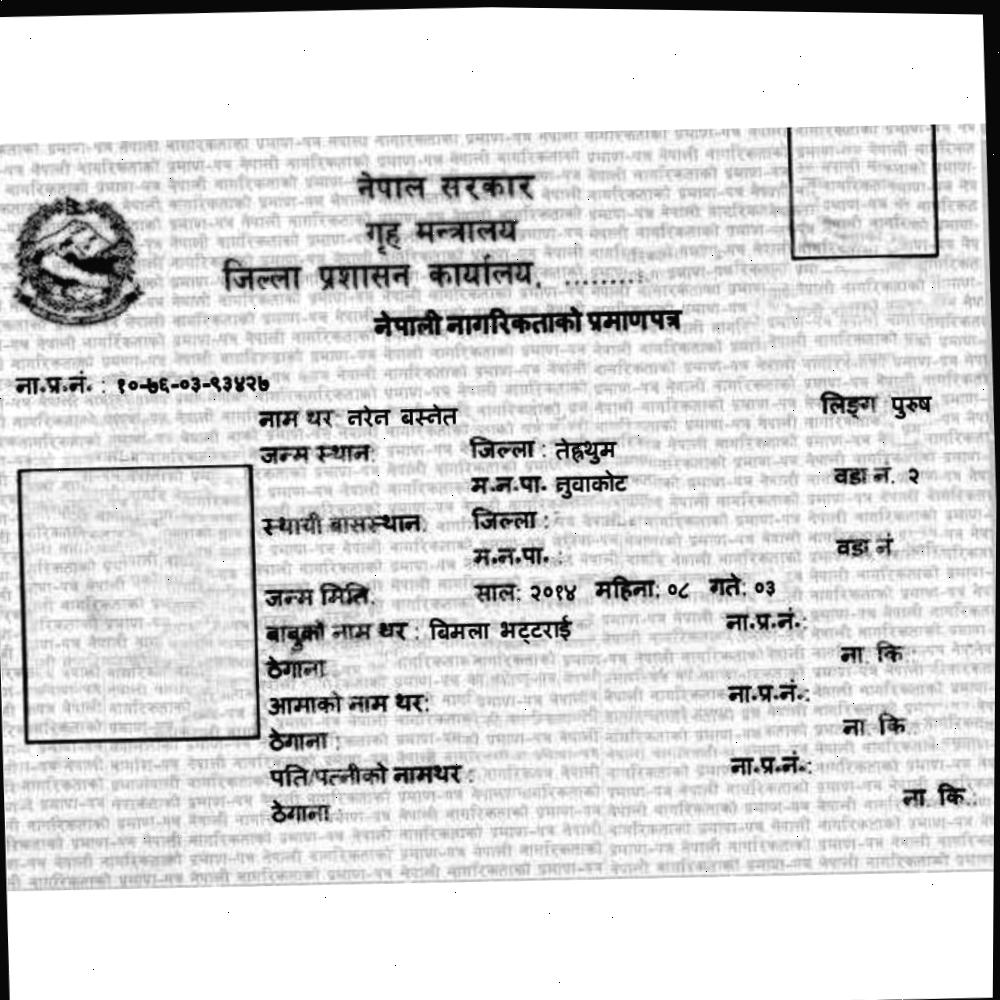 नेपाल सरकार
गृह मन्त्रालय
जिल्ला प्रशासन कार्यालय, .........
नेपाली नागरिकताको प्रमाणपत्र
ना.प्र.नं. : १०-७६-०३-९३४२७
नाम थर: नरेन बस्नेत लिङ्ग पुरुष
जन्म स्थान: जिल्ला : तेह्रथुम
म.न.पा. नुवाकोट वडा नं. २
स्थायी बासस्थान: जिल्ला :
म.न.पा. : वडा नं.
जन्म मिति: साल: २०१४ महिना: ०८ गते: ०३
बाबुको नाम थर : बिमला भट्टराई ना.प्र.नं.:
ठेगाना ना. कि.:
आमाको नाम थर: ना.प्र.नं.:
ठेगाना : ना. कि.:
पति/पत्नीको नामथर : ना.प्र.नं.:
ठेगाना ना. कि.: